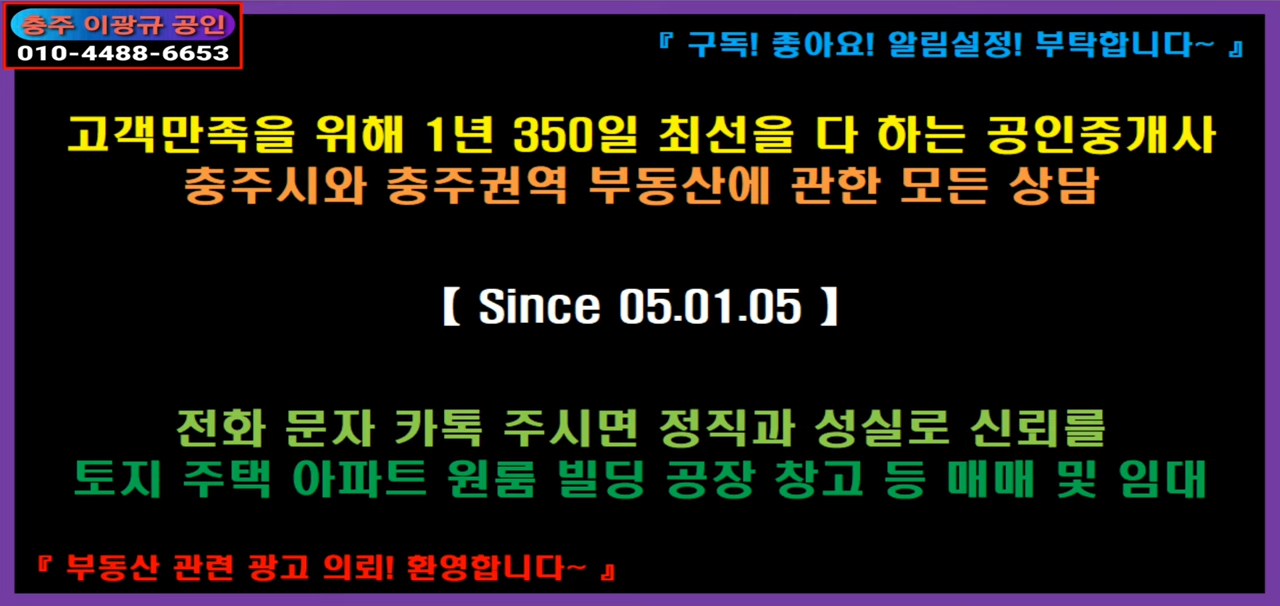 충주 이광규 공인
010-4488-6653
『 구독! 좋아요! 알림설정! 부탁합니다~ 』
고객만족을 위해 1년 350일 최선을 다 하는 공인중개사
충주시와 충주권역 부동산에 관한 모든 상담
【 Since 05.01.05 】
전화 문자 카톡 주시면 정직과 성실로 신뢰를
토지 주택 아파트 원룸 빌딩 공장 창고 등 매매 및 임대
『 부동산 관련 광고 의뢰! 환영합니다~ 』